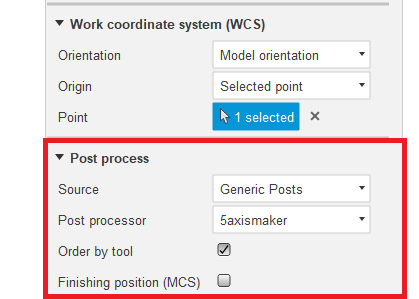 Work coordinate system (WCS)
Orientation Model orientation
Origin Selected point
Point 1 selected
Post process
Source Generic Posts
Post processor 5axismaker
Order by tool
Finishing position (MCS)